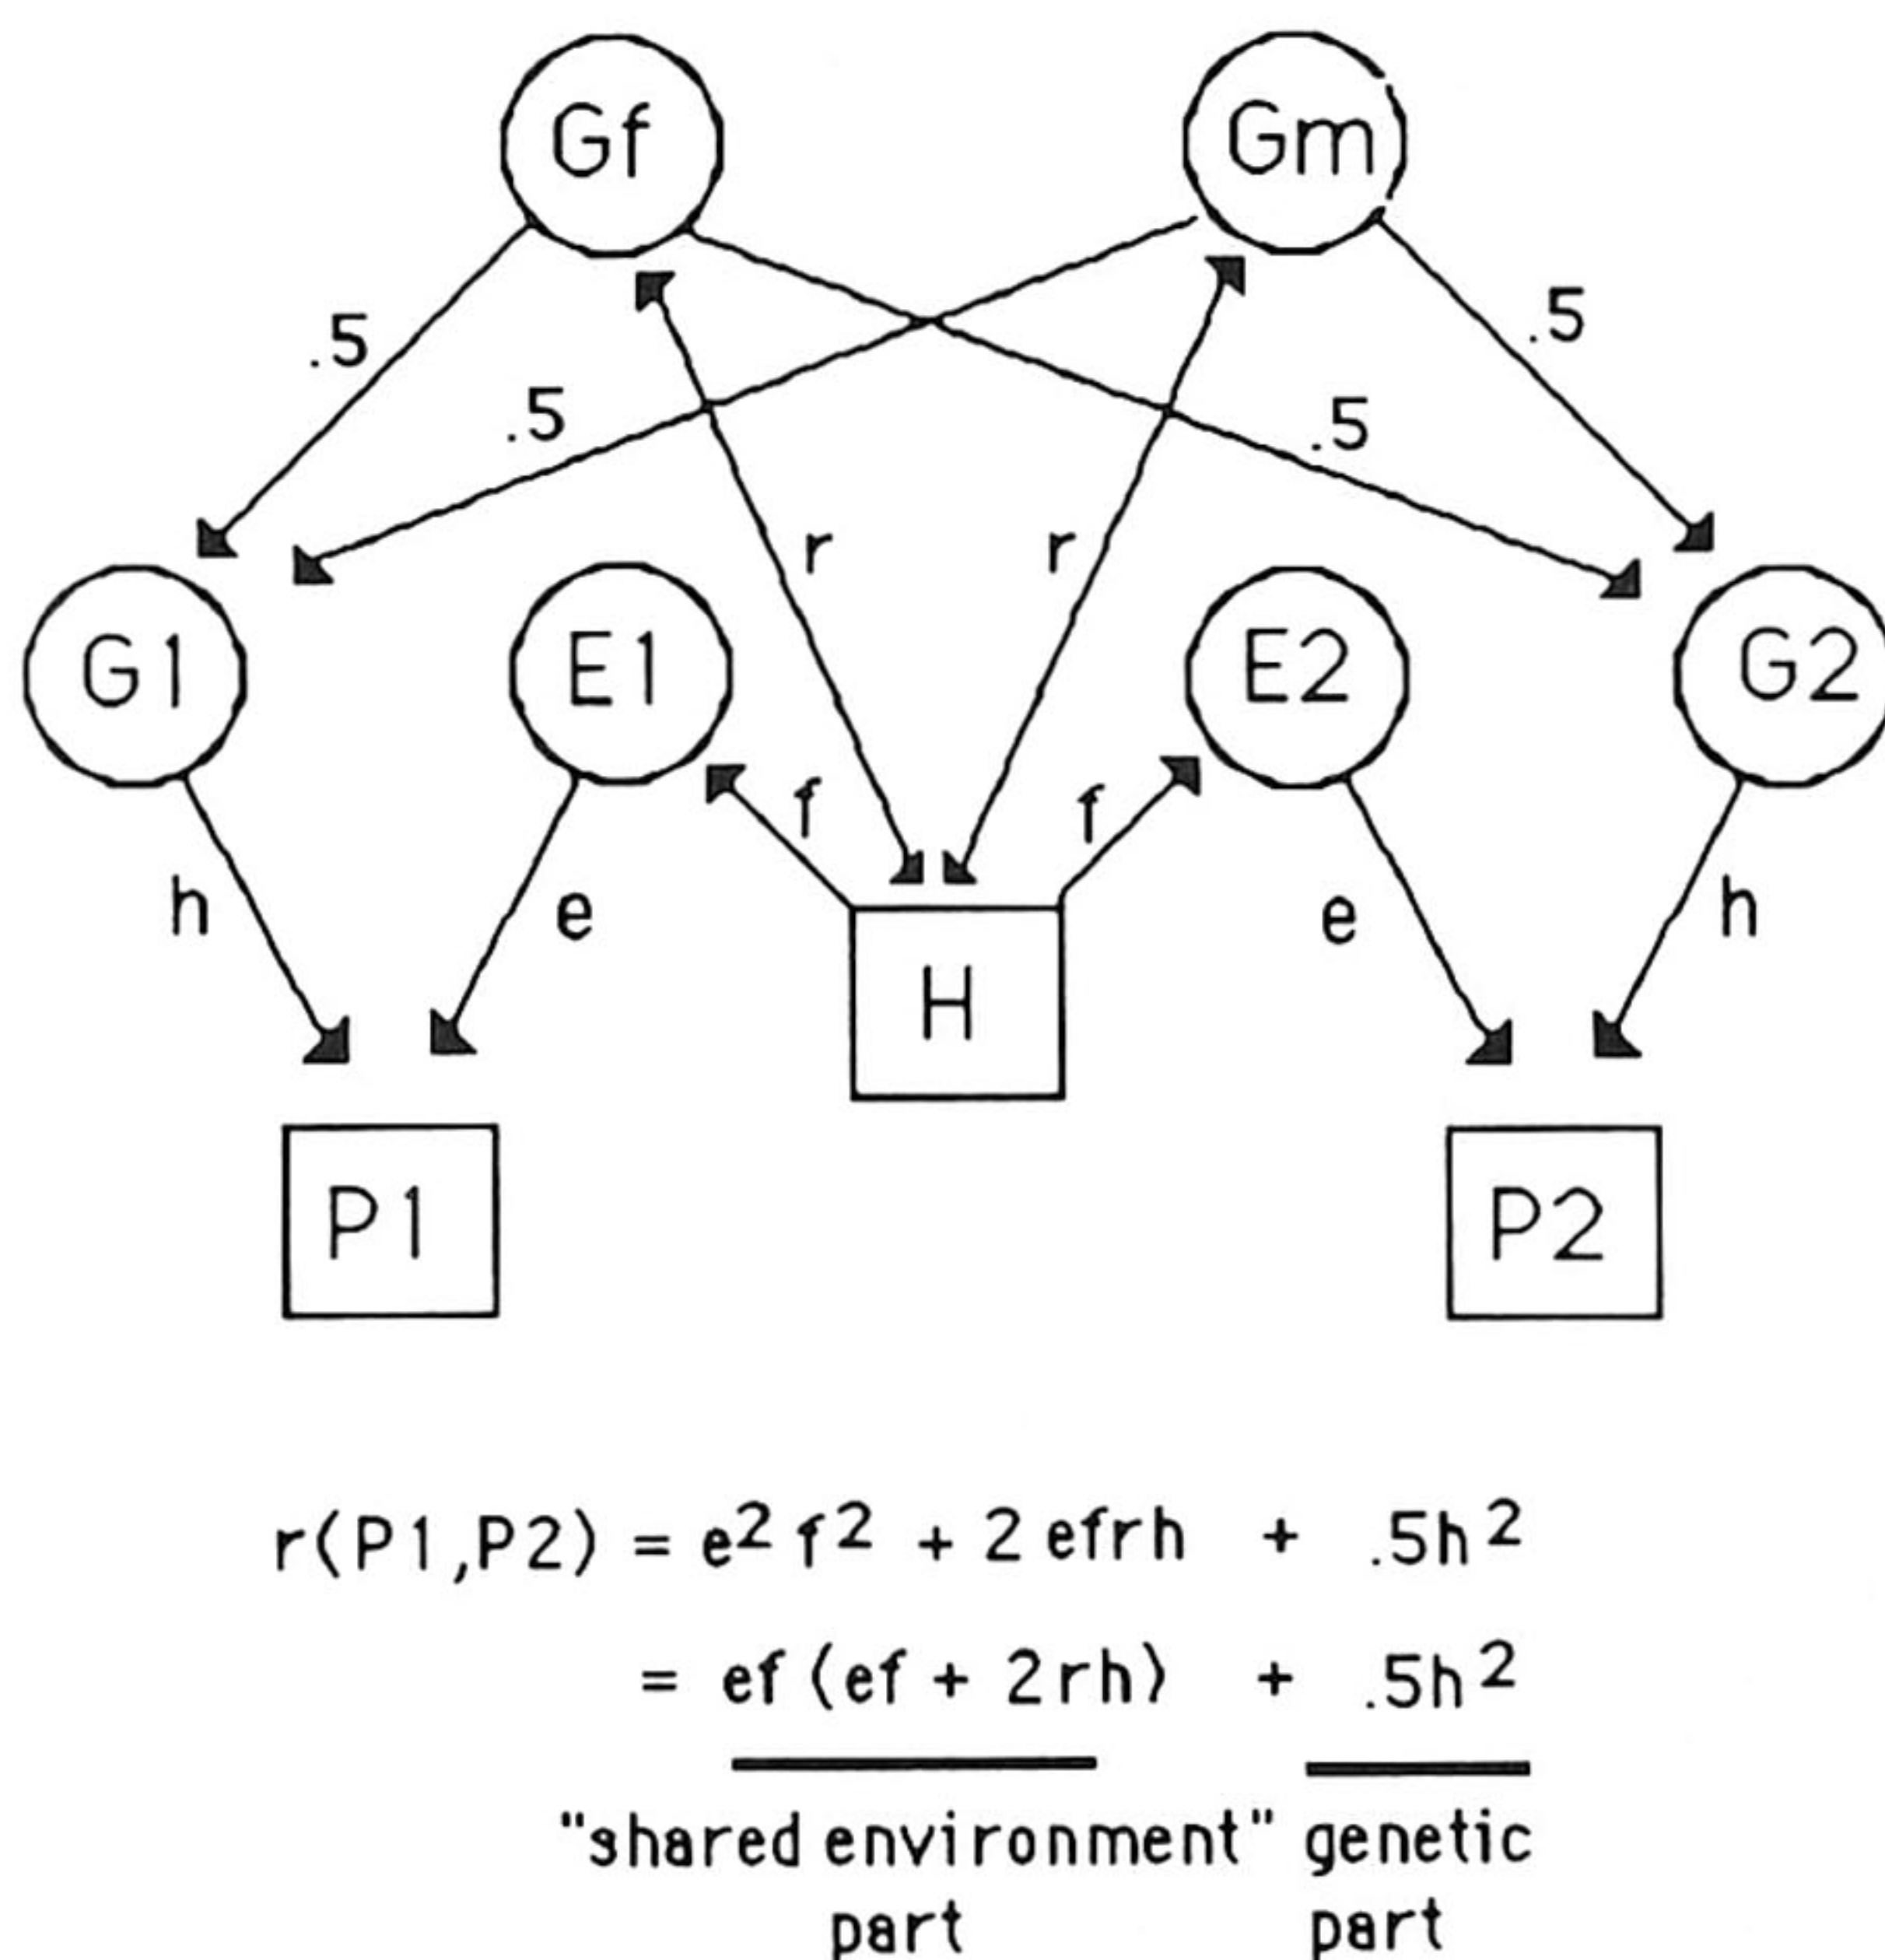 Gf Gm
.5 .5
.5 .5
r r
G1 E1 E2 G2
f f
h e e h
H
P1 P2
r(P1,P2) = e² f² + 2 efrh + .5h²
= ef (ef + 2rh) + .5h²
"shared environment" genetic
part part